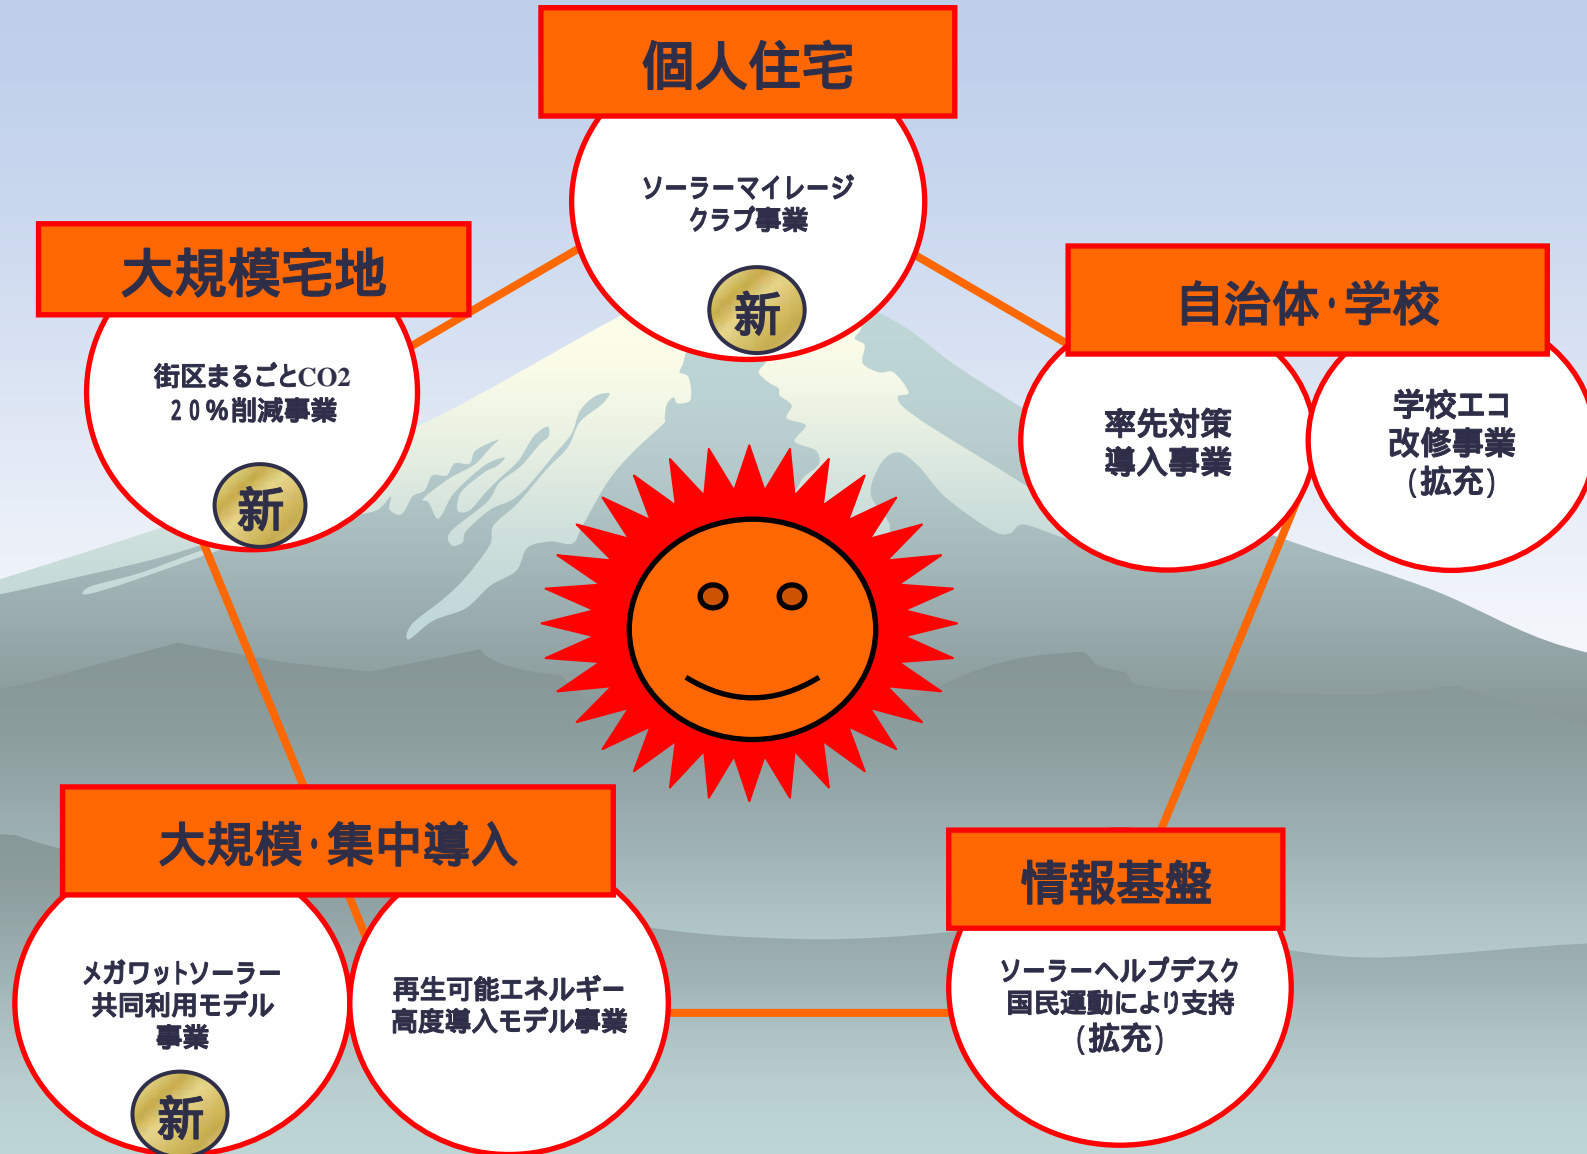 個人住宅
ソーラーマイレージ
クラブ事業
新
大規模宅地
街区まるごとCO2
20%削減事業
新
自治体・学校
率先対策
導入事業
学校エコ
改修事業
(拡充)
大規模・集中導入
メガワットソーラー
共同利用モデル
事業
新
再生可能エネルギー
高度導入モデル事業
情報基盤
ソーラーヘルプデスク
国民運動により支持
(拡充)